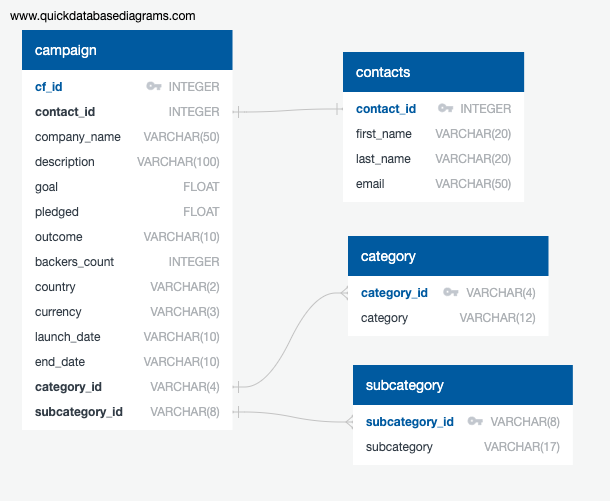 www.quickdatabasediagrams.com
campaign
cf_id INTEGER
contact_id INTEGER
company_name VARCHAR(50)
description VARCHAR(100)
goal FLOAT
pledged FLOAT
outcome VARCHAR(10)
backers_count INTEGER
country VARCHAR(2)
currency VARCHAR(3)
launch_date VARCHAR(10)
end_date VARCHAR(10)
category_id VARCHAR(4)
subcategory_id VARCHAR(8)
contacts
contact_id INTEGER
first_name VARCHAR(20)
last_name VARCHAR(20)
email VARCHAR(50)
category
category_id VARCHAR(4)
category VARCHAR(12)
subcategory
subcategory_id VARCHAR(8)
subcategory VARCHAR(17)